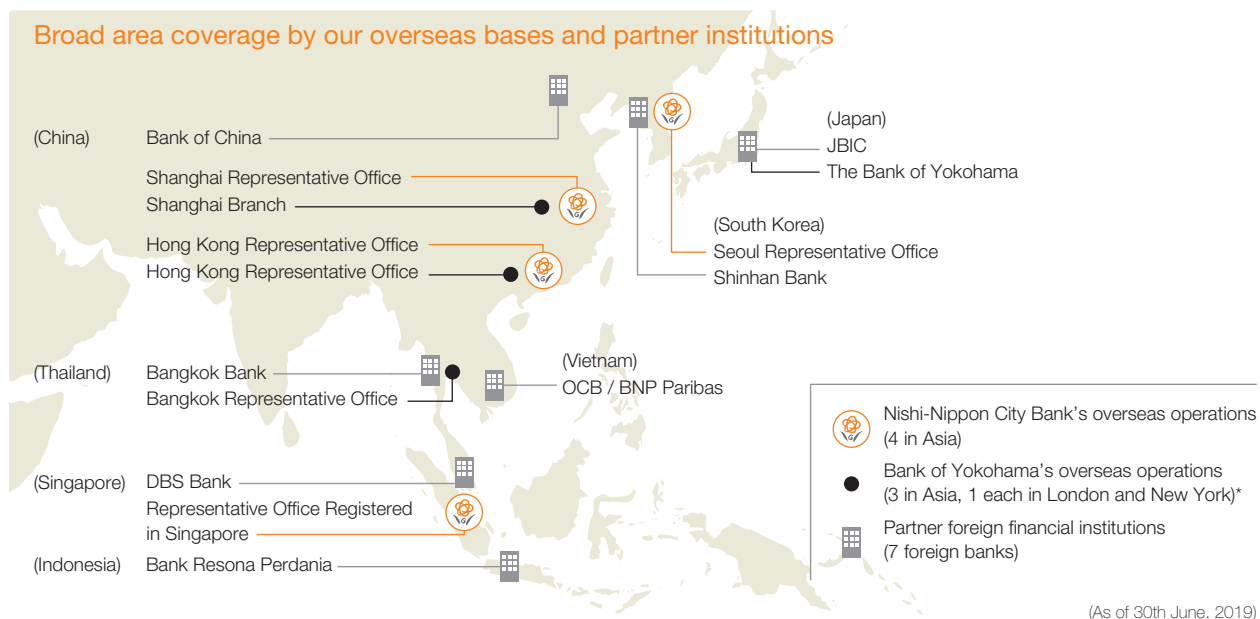 Broad area coverage by our overseas bases and partner institutions
(China) Bank of China
Shanghai Representative Office
Shanghai Branch
Hong Kong Representative Office
Hong Kong Representative Office
(Japan)
JBIC
The Bank of Yokohama
(South Korea)
Seoul Representative Office
Shinhan Bank
(Thailand) Bangkok Bank
Bangkok Representative Office
(Vietnam)
OCB / BNP Paribas
(Singapore) DBS Bank
Representative Office Registered
in Singapore
(Indonesia) Bank Resona Perdania
Nishi-Nippon City Bank's overseas operations
(4 in Asia)
Bank of Yokohama's overseas operations
(3 in Asia, 1 each in London and New York)*
Partner foreign financial institutions
(7 foreign banks)
(As of 30th June, 2019)